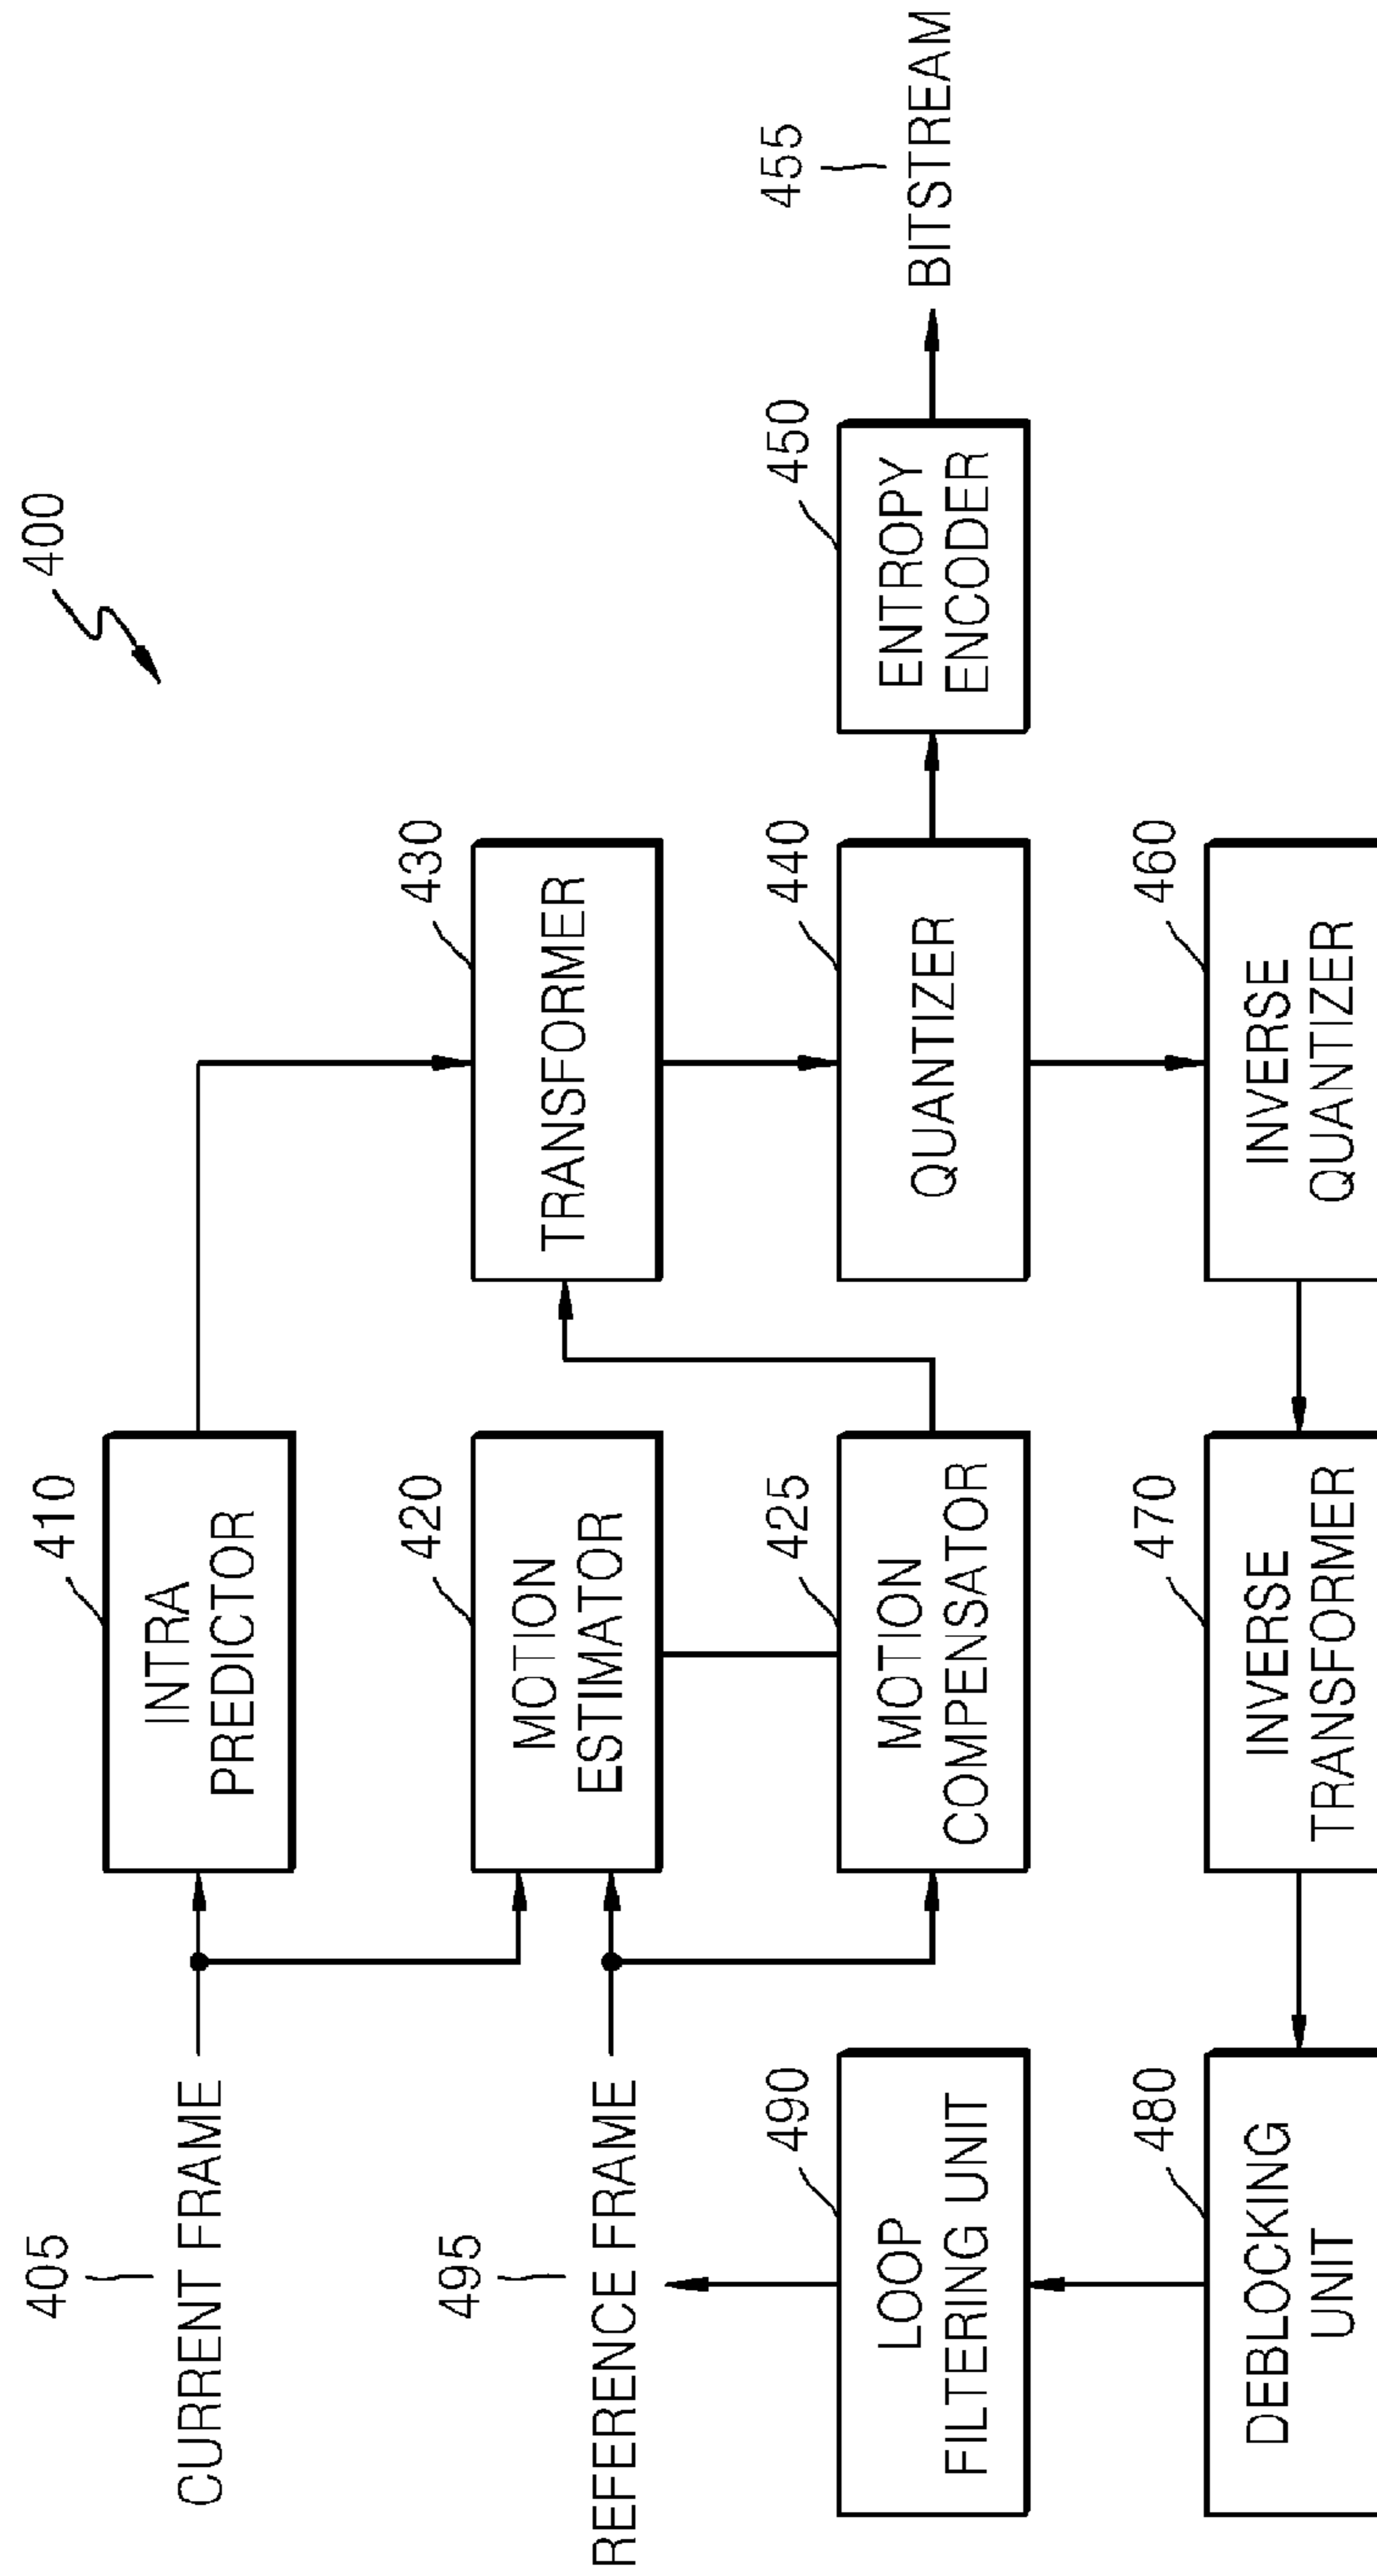 400
405
CURRENT FRAME
410
INTRA
PREDICTOR
495
REFERENCE FRAME
420
MOTION
ESTIMATOR
430
TRANSFORMER
490
LOOP
FILTERING UNIT
425
MOTION
COMPENSATOR
440
QUANTIZER
450
ENTROPY
ENCODER
455
BITSTREAM
480
DEBLOCKING
UNIT
470
INVERSE
TRANSFORMER
460
INVERSE
QUANTIZER